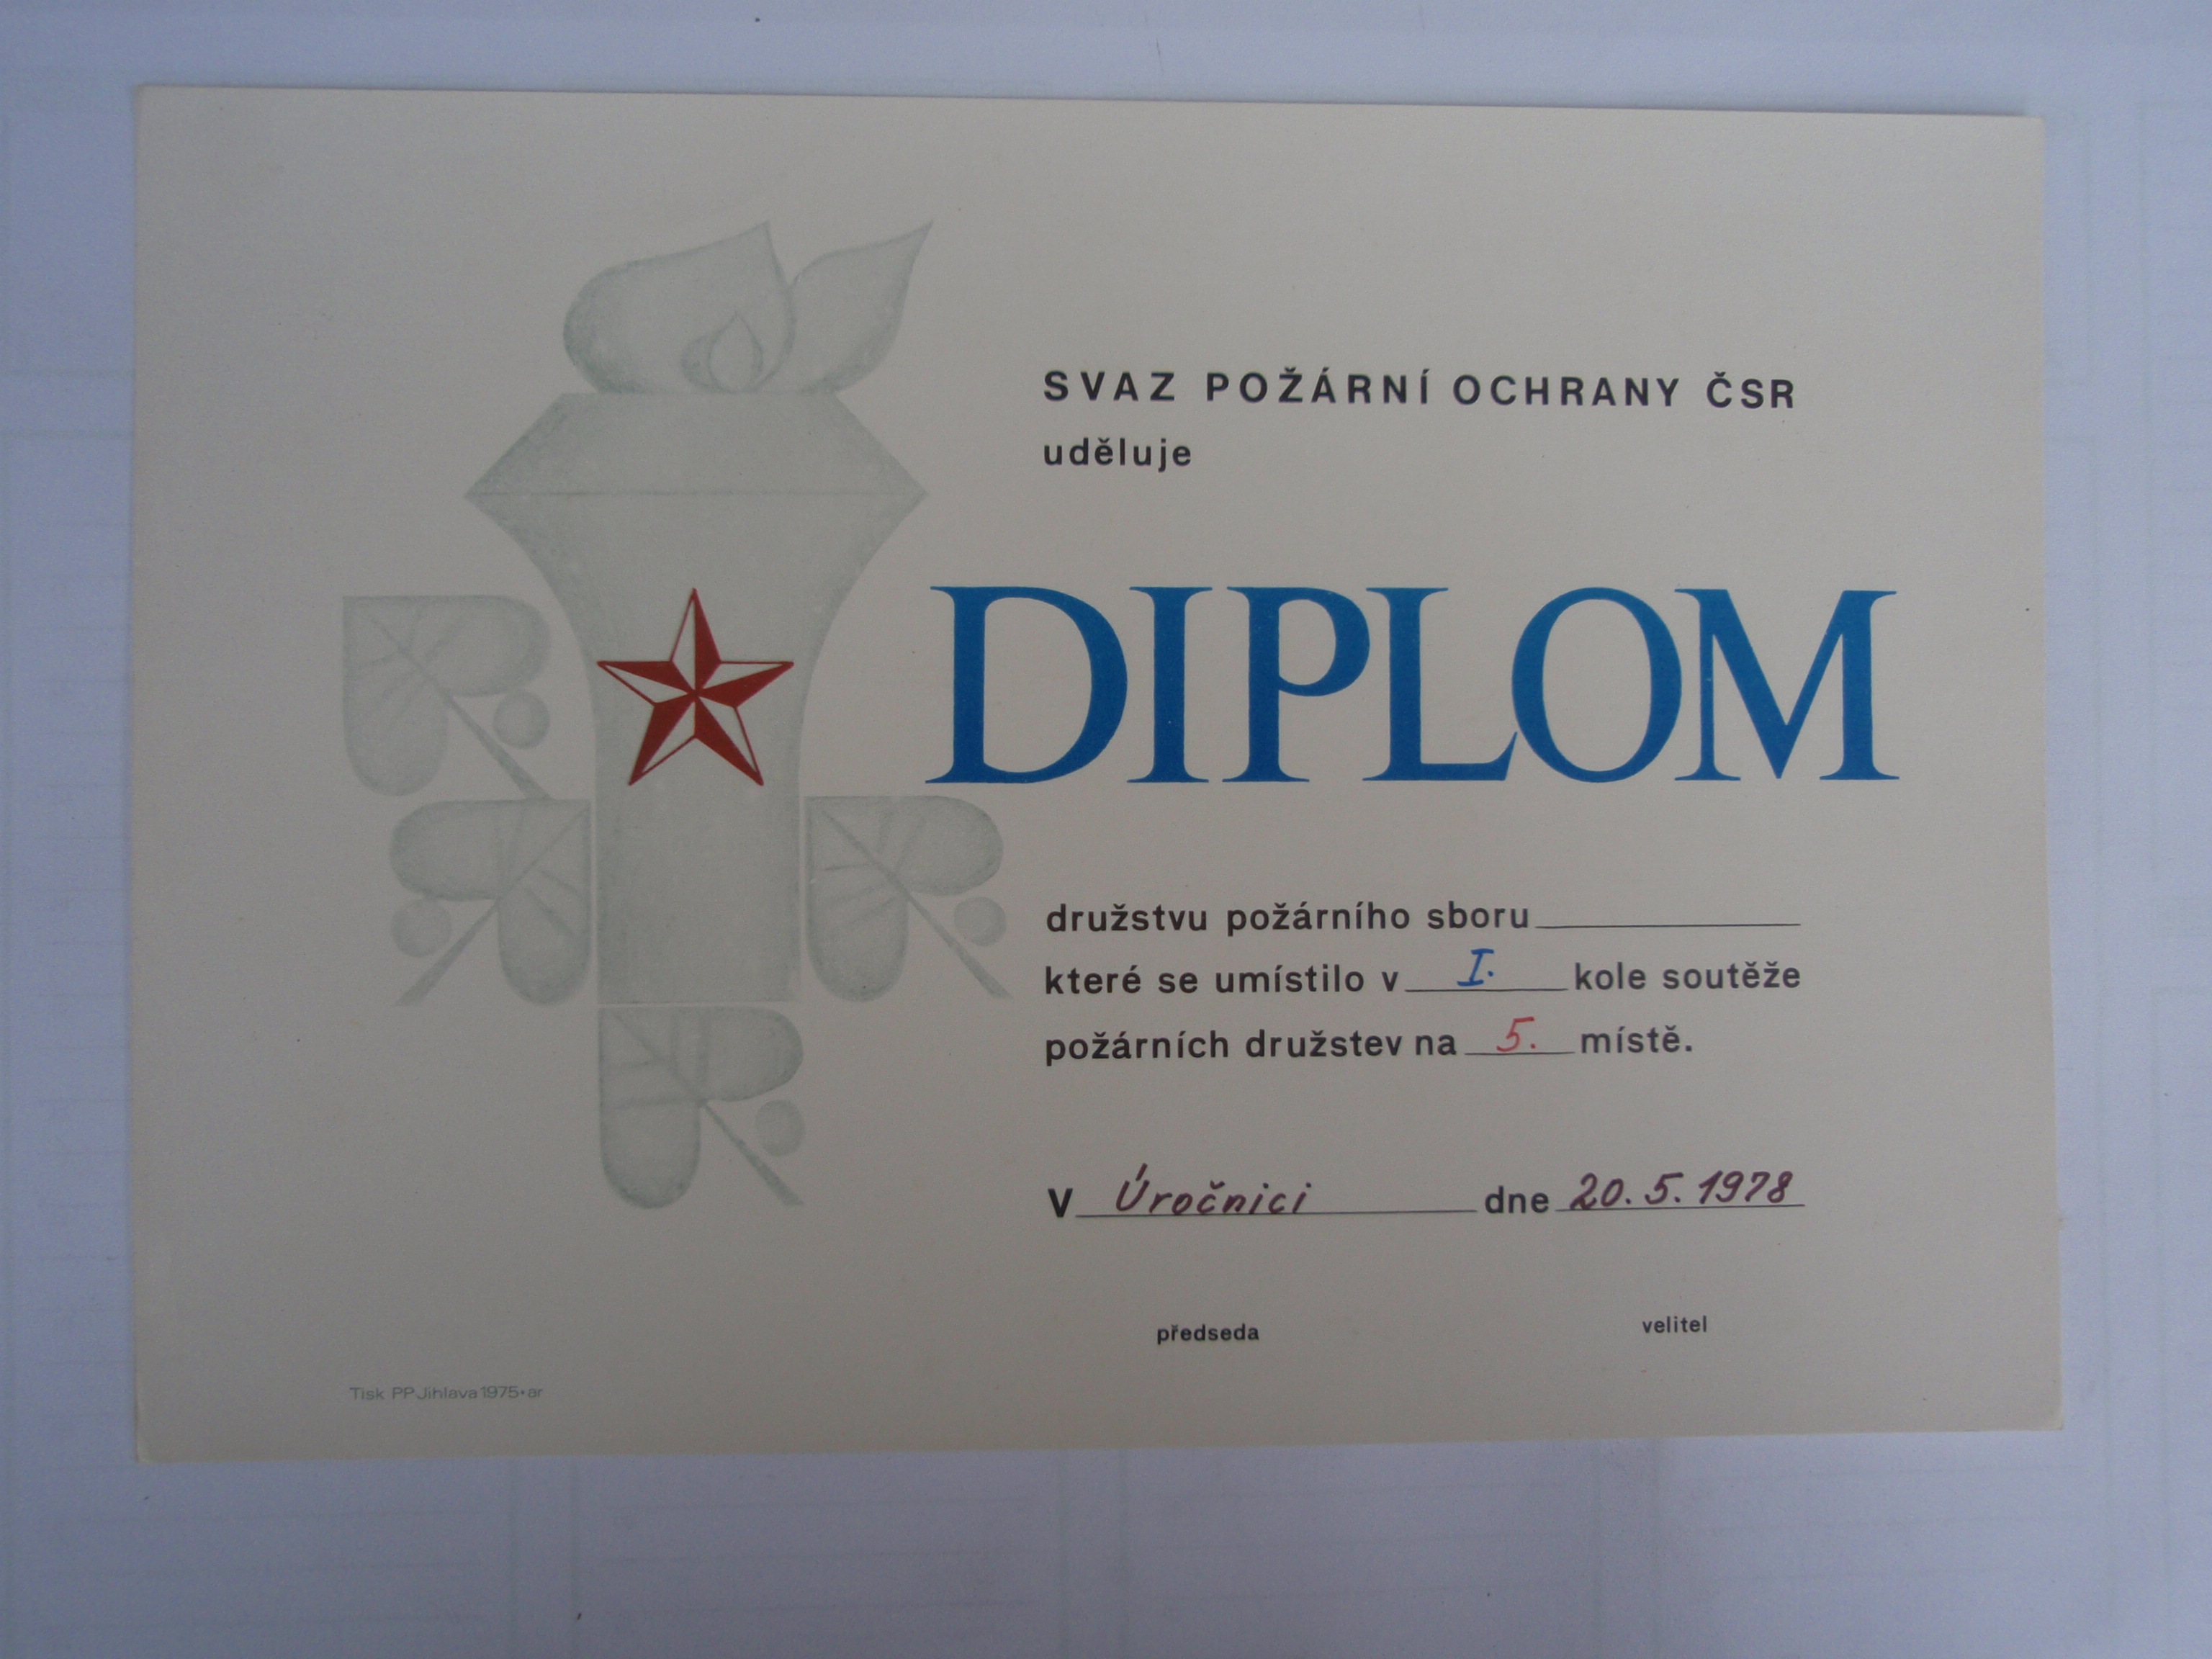 SVAZ POŽÁRNÍ OCHRANY ČSR
uděluje
DIPLOM
družstvu požárního sboru
které se umístilo v I. kole soutěže
požárních družstev na 5. místě.
V Úročnici dne 20.5.1978
předseda velitel
Tisk PP Jihlava 1975•ar